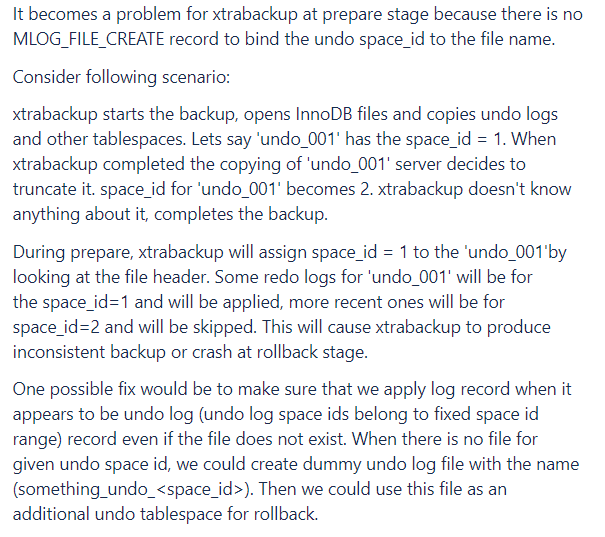 It becomes a problem for xtrabackup at prepare stage because there is no
MLOG_FILE_CREATE record to bind the undo space_id to the file name.
Consider following scenario:
xtrabackup starts the backup, opens InnoDB files and copies undo logs
and other tablespaces. Lets say 'undo_001' has the space_id = 1. When
xtrabackup completed the copying of 'undo_001' server decides to
truncate it. space_id for 'undo_001' becomes 2. xtrabackup doesn't know
anything about it, completes the backup.
During prepare, xtrabackup will assign space_id = 1 to the 'undo_001'by
looking at the file header. Some redo logs for 'undo_001' will be for
the space_id=1 and will be applied, more recent ones will be for
space_id=2 and will be skipped. This will cause xtrabackup to produce
inconsistent backup or crash at rollback stage.
One possible fix would be to make sure that we apply log record when it
appears to be undo log (undo log space ids belong to fixed space id
range) record even if the file does not exist. When there is no file for
given undo space id, we could create dummy undo log file with the name
(something_undo_<space_id>). Then we could use this file as an
additional undo tablespace for rollback.